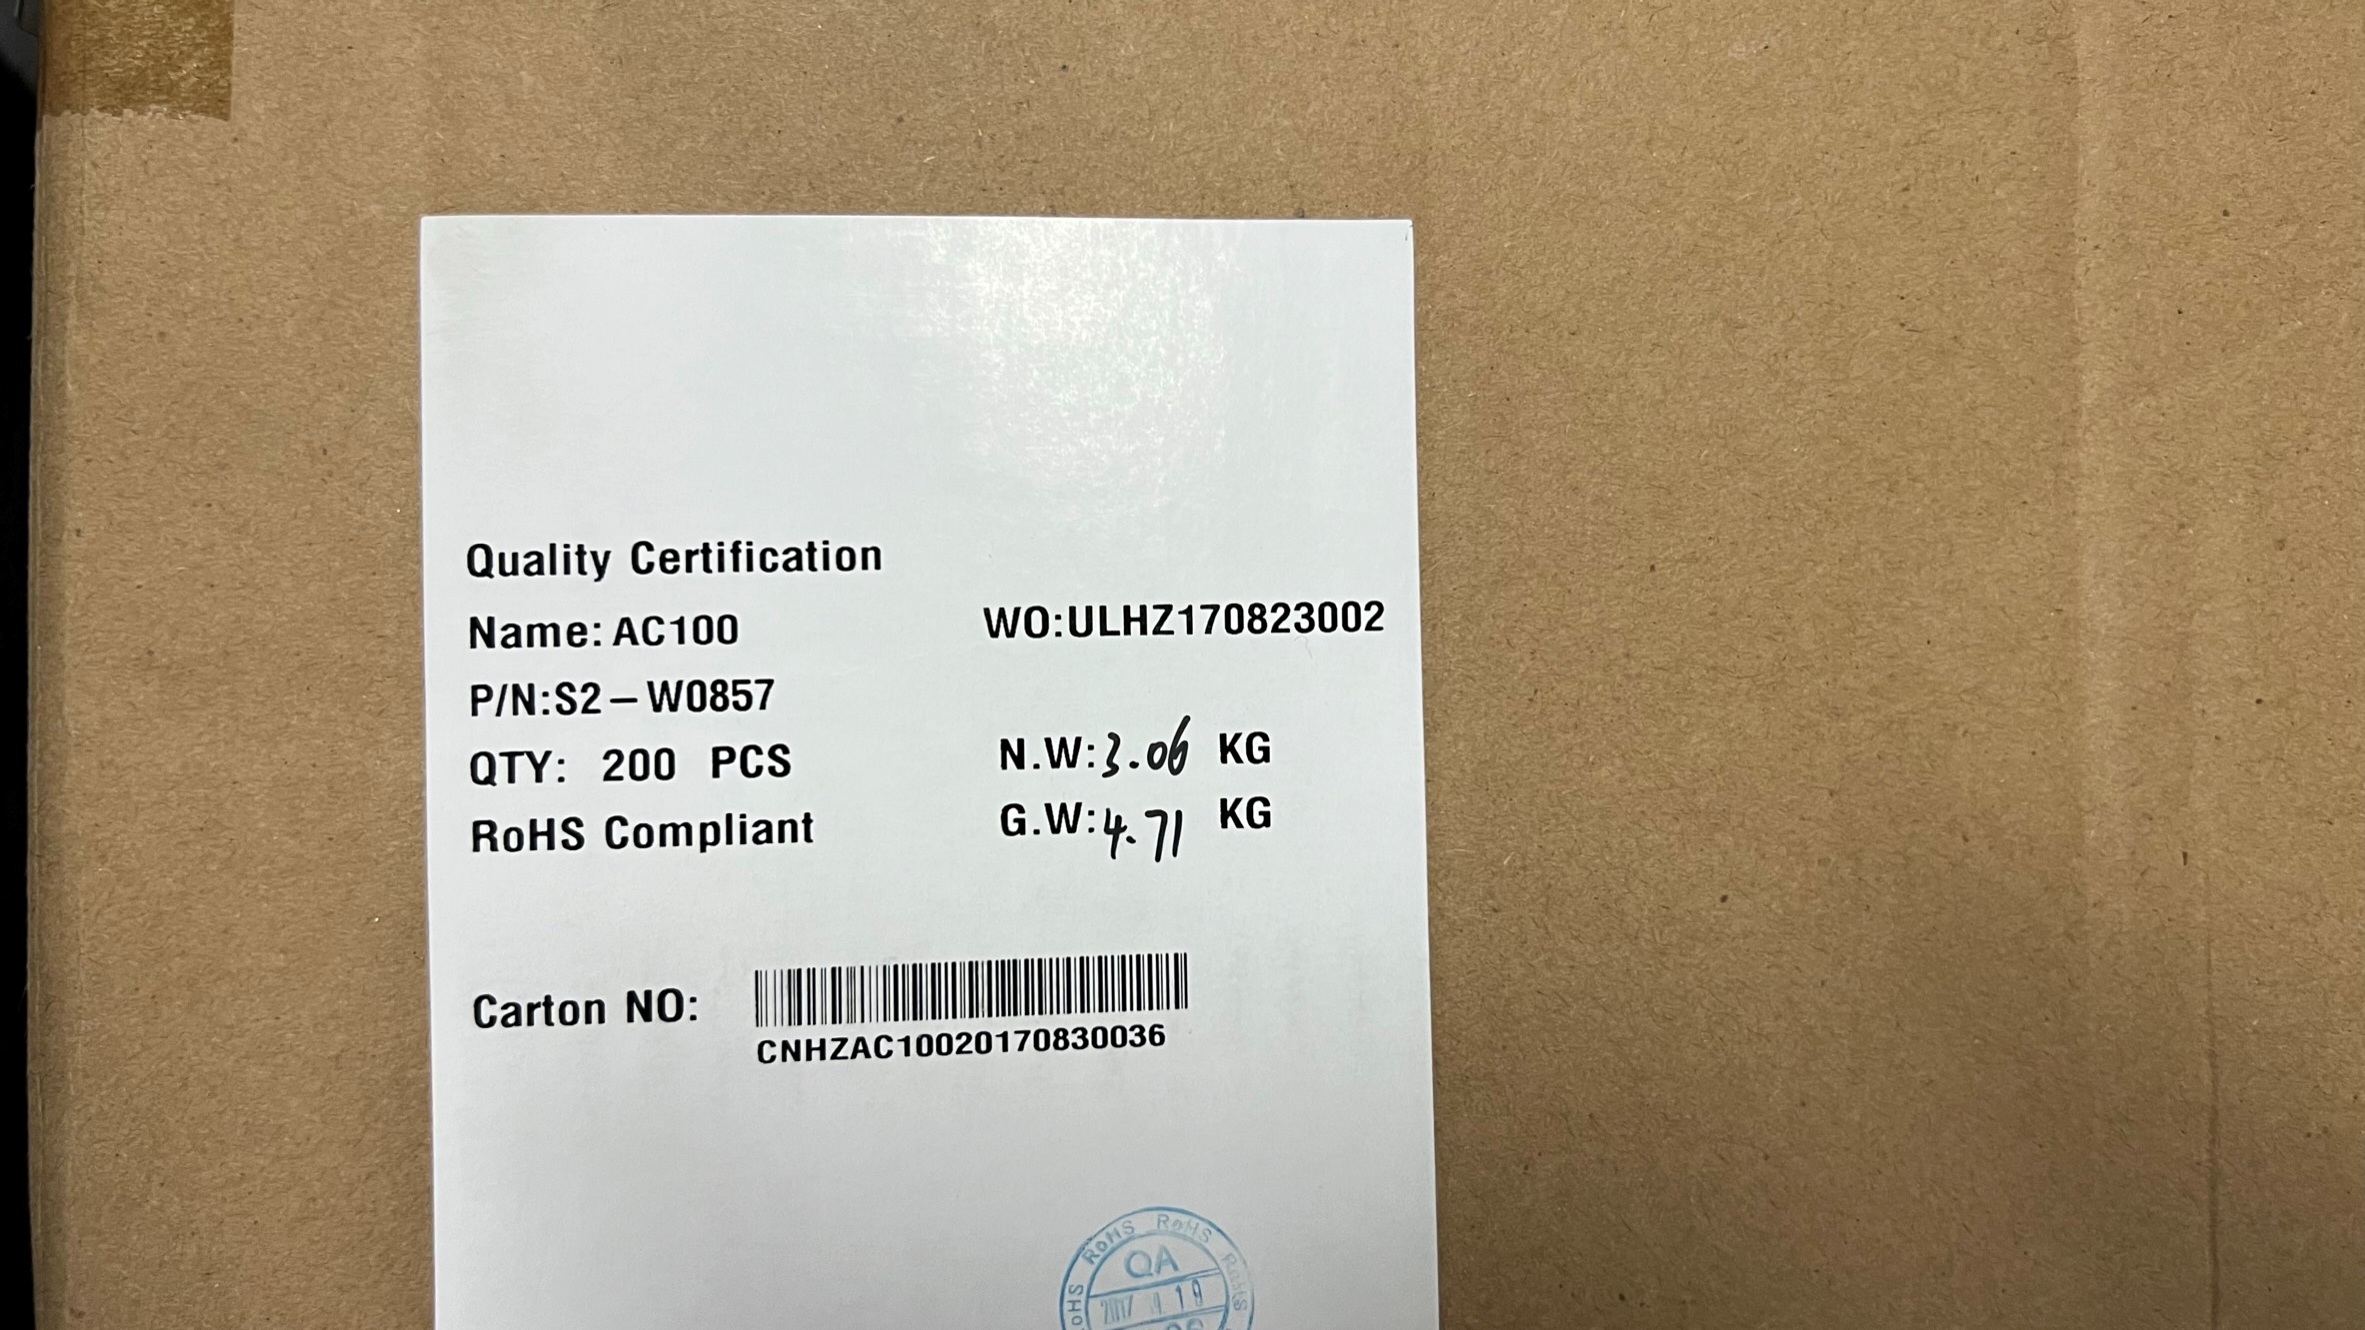 Quality Certification
Name: AC100 WO:ULHZ170823002
P/N:S2-W0857
QTY: 200 PCS N.W:3.06 KG
RoHS Compliant G.W:4.71 KG
Carton NO:
CNHZAC10020170830036
RoHS RoHS RoHS
QA